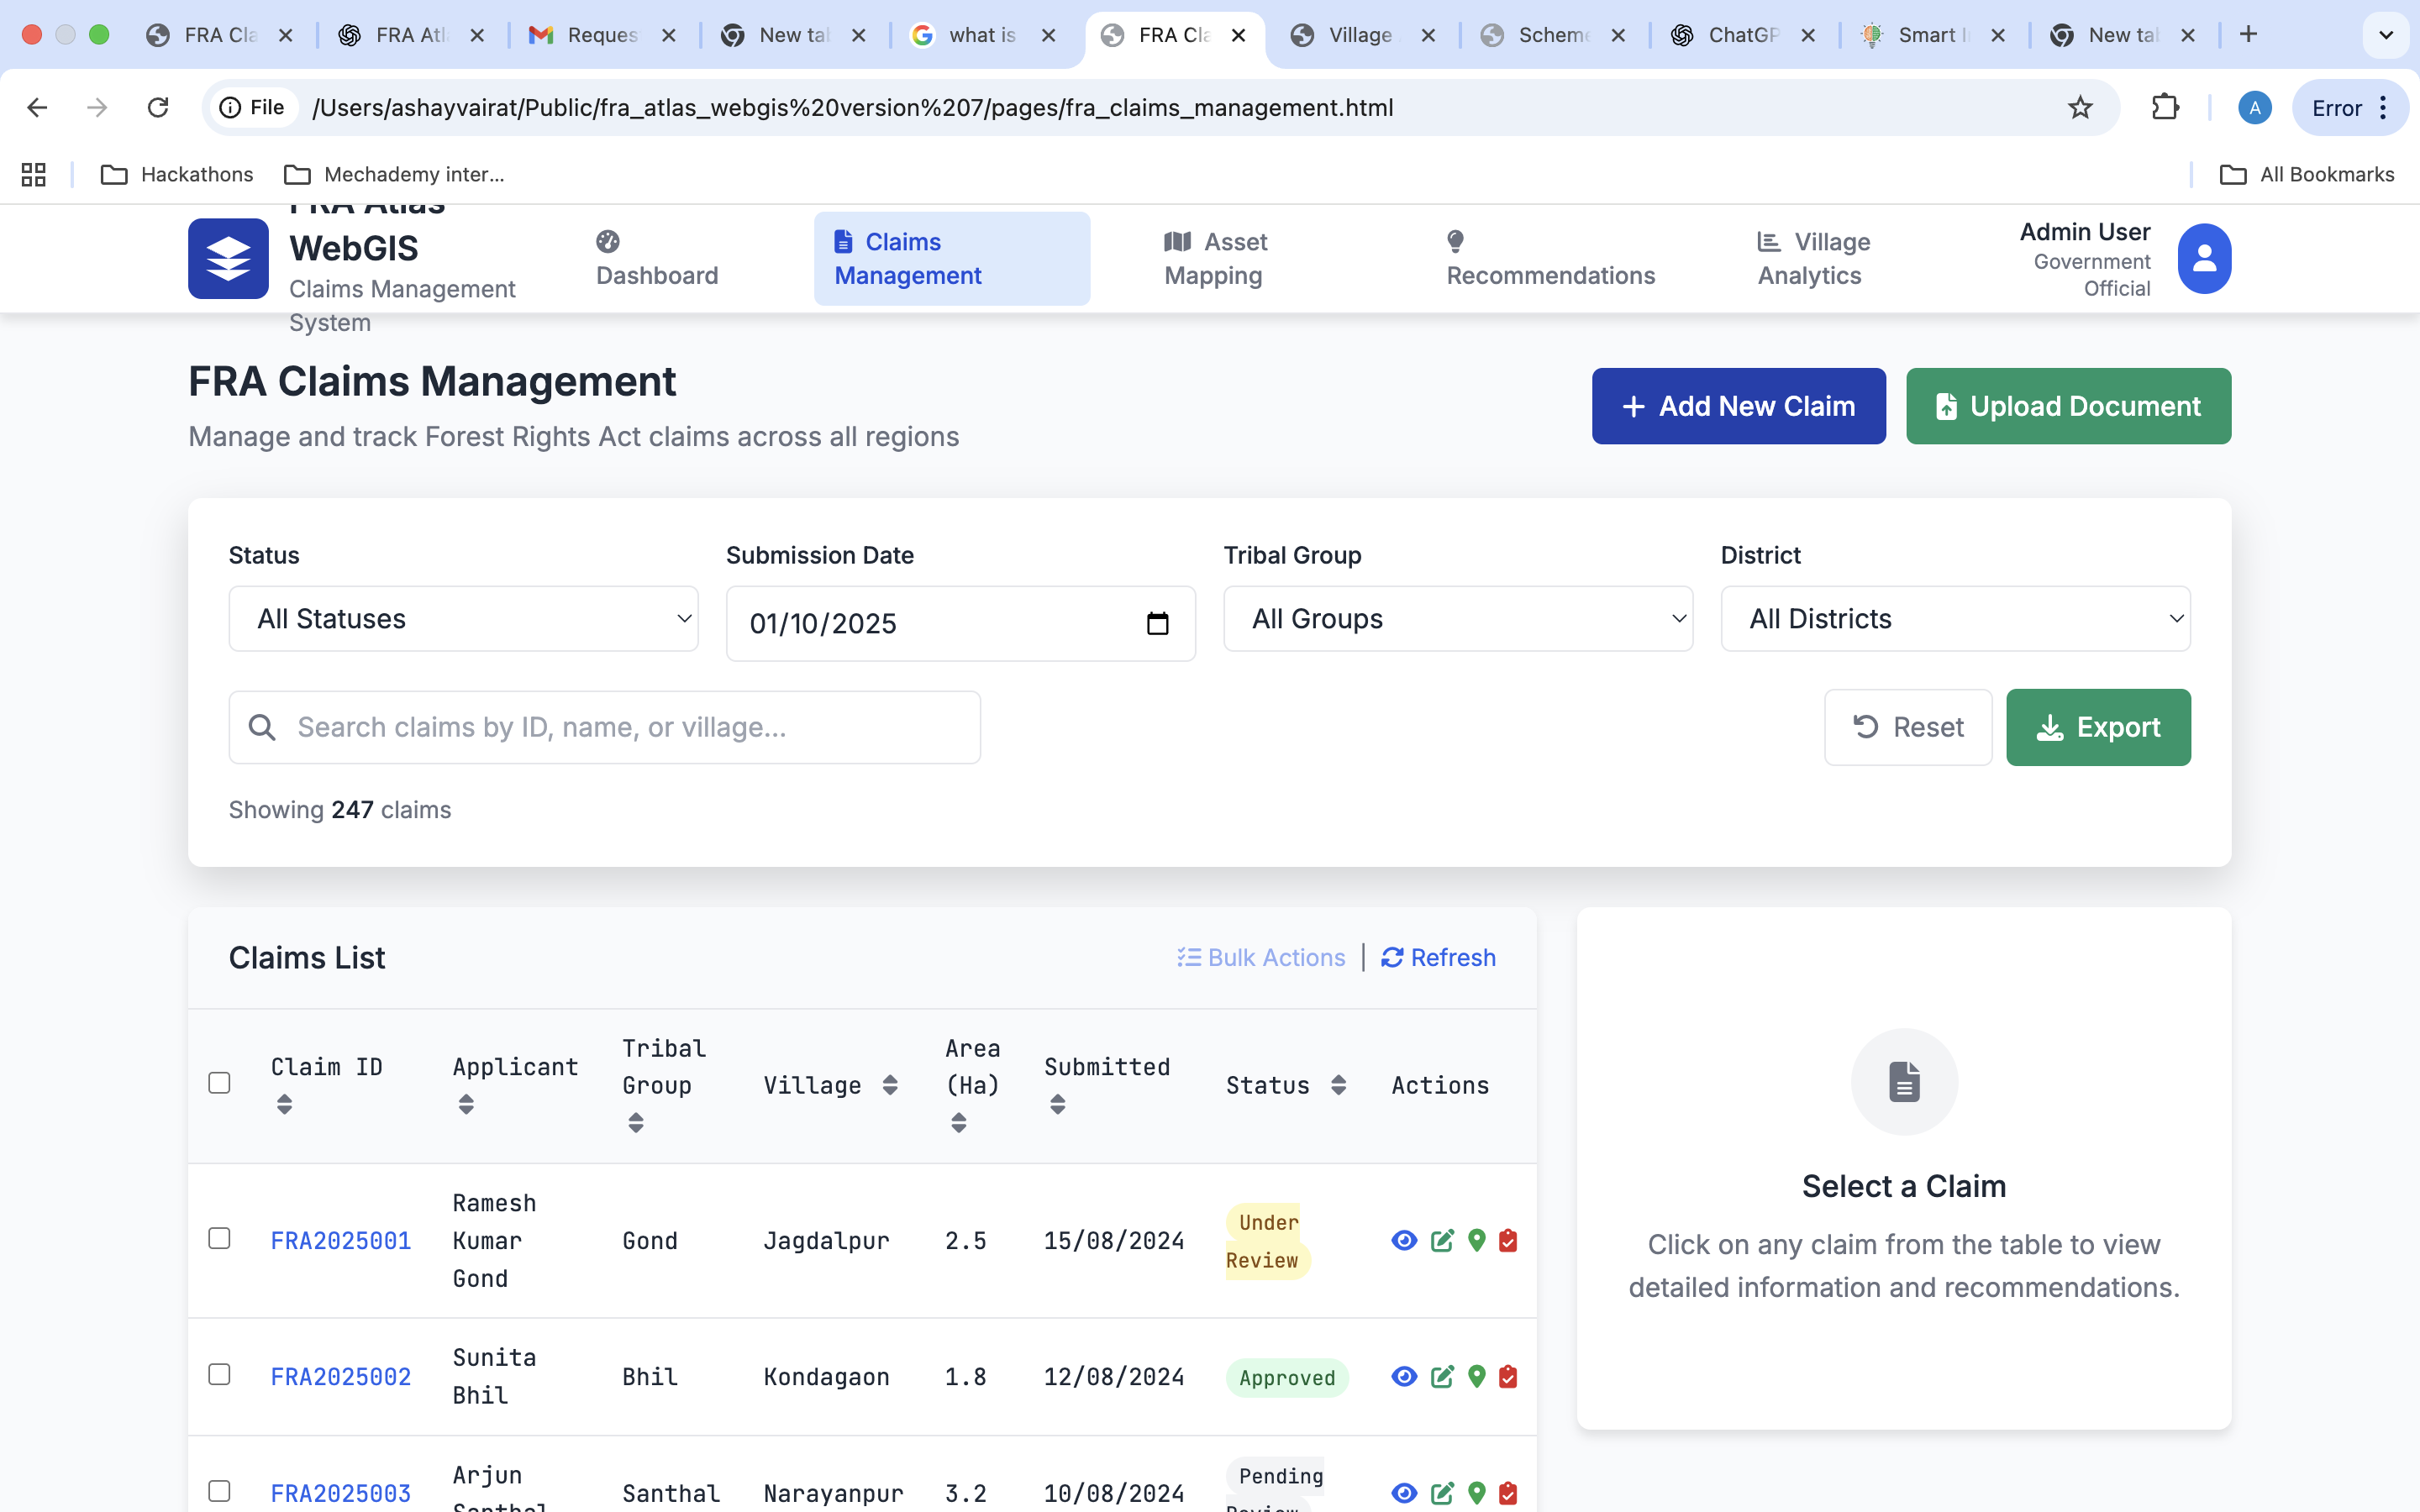 FRA Cla
FRA Atl
Reques
New tab
what is
FRA Cla
Village
Scheme
ChatGP
Smart I
New tab
File
/Users/ashayvairat/Public/fra_atlas_webgis%20version%207/pages/fra_claims_management.html
A
Error
Hackathons
Mechademy inter...
All Bookmarks
FRA Atlas
WebGIS
Claims Management
System
Dashboard
Claims
Management
Asset
Mapping
Recommendations
Village
Analytics
Admin User
Government
Official
FRA Claims Management
Manage and track Forest Rights Act claims across all regions
Add New Claim
Upload Document
Status
Submission Date
Tribal Group
District
All Statuses
01/10/2025
All Groups
All Districts
Search claims by ID, name, or village...
Reset
Export
Showing 247 claims
Claims List
Bulk Actions
Refresh
Claim ID
Applicant
Tribal
Group
Village
Area
(Ha)
Submitted
Status
Actions
FRA2025001
Ramesh
Kumar
Gond
Gond
Jagdalpur
2.5
15/08/2024
Under
Review
FRA2025002
Sunita
Bhil
Bhil
Kondagaon
1.8
12/08/2024
Approved
FRA2025003
Arjun
Santhal
Santhal
Narayanpur
3.2
10/08/2024
Pending
Review
Select a Claim
Click on any claim from the table to view
detailed information and recommendations.